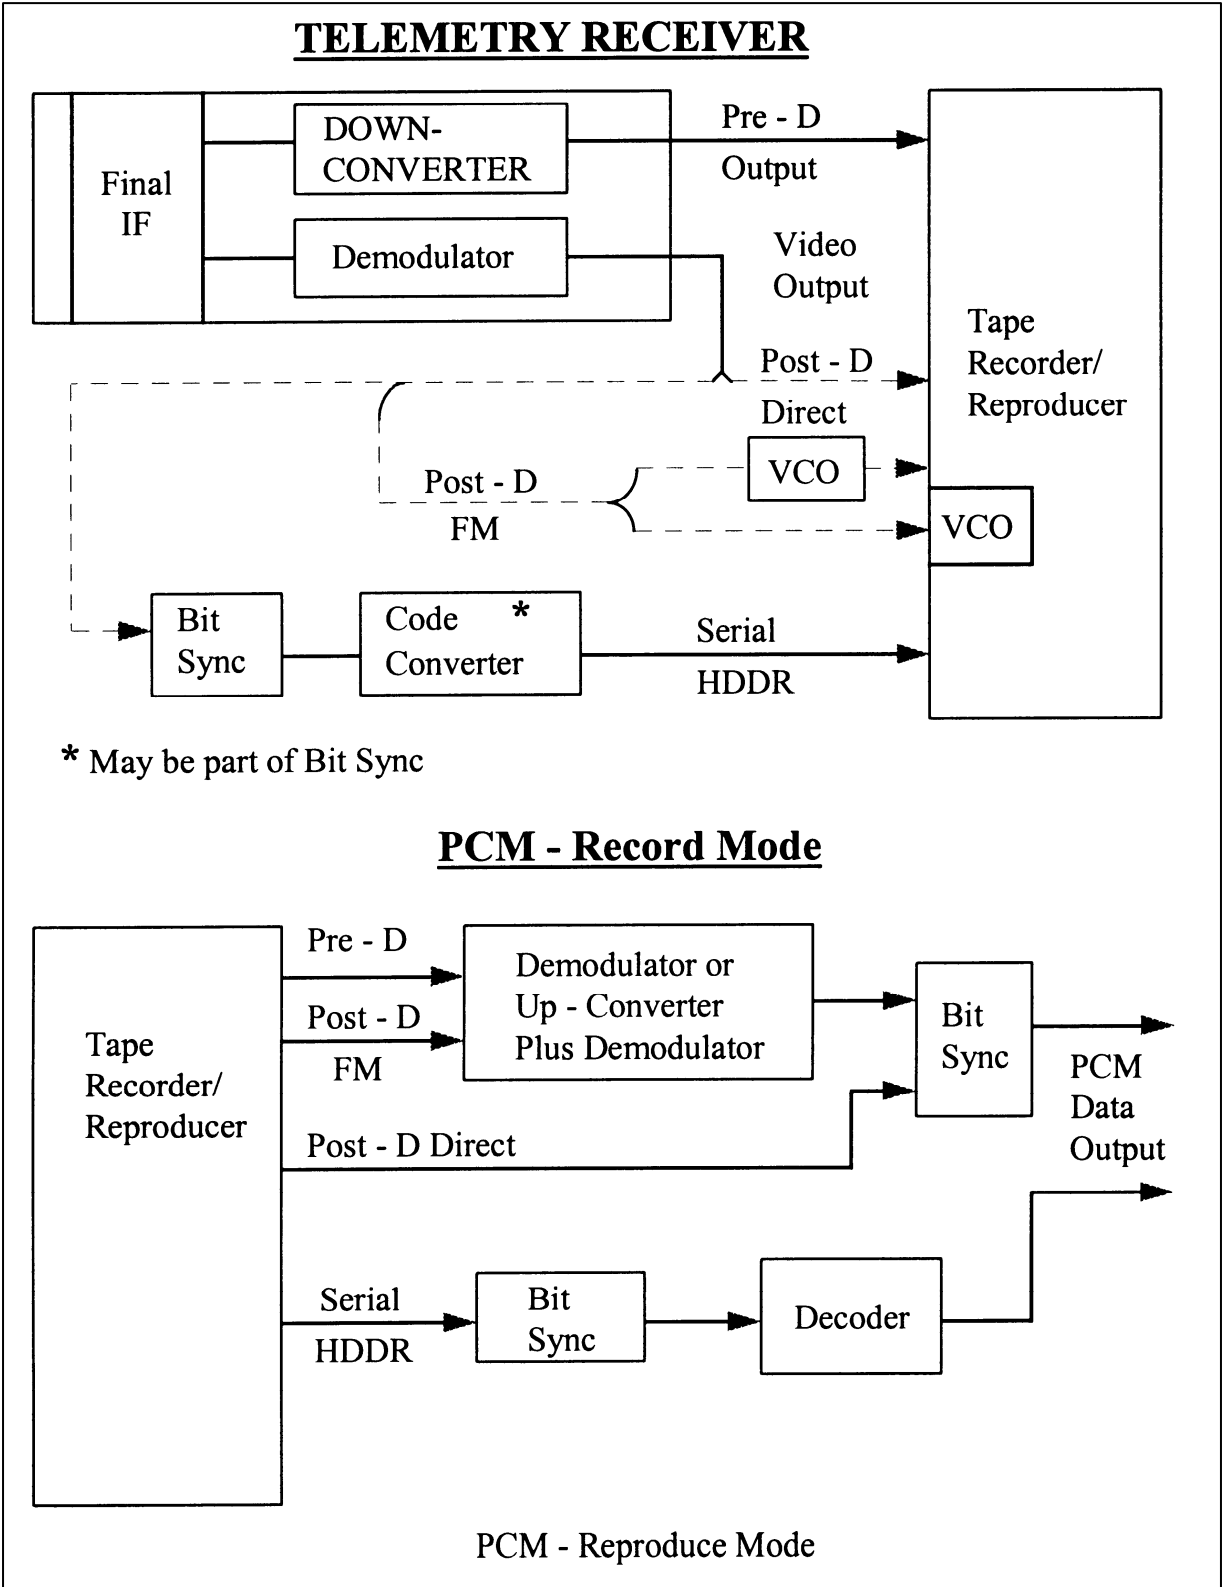 TELEMETRY RECEIVER
Final
IF
DOWN-
CONVERTER
Demodulator
Pre - D
Output
Video
Output
Post - D
Direct
Tape
Recorder/
Reproducer
Post - D
FM
VCO
VCO
Bit
Sync
Code *
Converter
Serial
HDDR
* May be part of Bit Sync
PCM - Record Mode
Tape
Recorder/
Reproducer
Pre - D
Post - D
FM
Demodulator or
Up - Converter
Plus Demodulator
Bit
Sync
PCM
Data
Output
Post - D Direct
Serial
HDDR
Bit
Sync
Decoder
PCM - Reproduce Mode